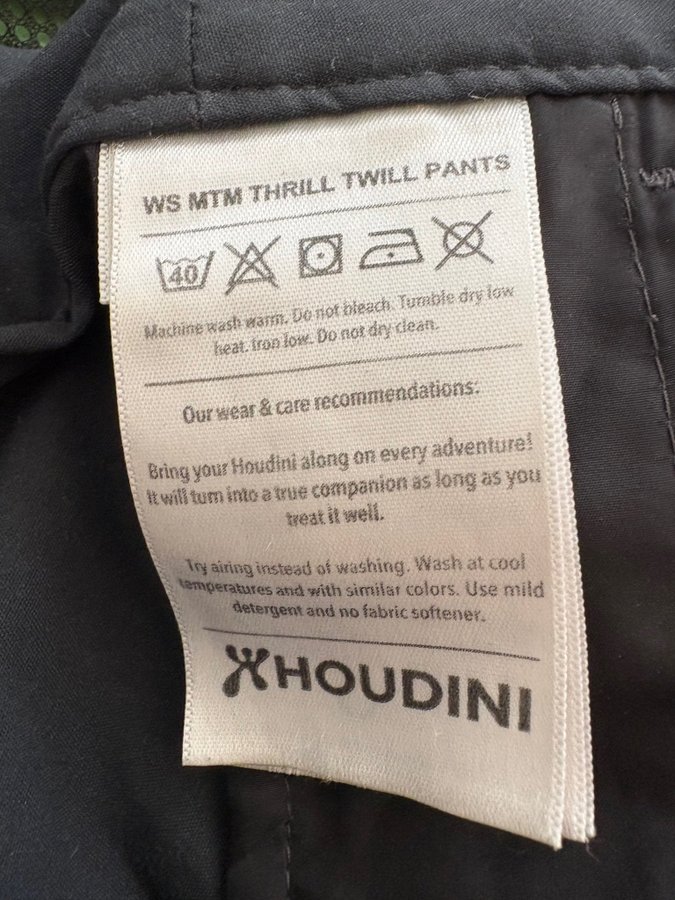 WS MTM THRILL TWILL PANTS
40
Machine wash warm. Do not bleach. Tumble dry low
heat. Iron low. Do not dry clean.
Our wear & care recommendations:
Bring your Houdini along on every adventure!
It will turn into a true companion as long as you
treat it well.
Try airing instead of washing. Wash at cool
temperatures and with similar colors. Use mild
detergent and no fabric softener.
HOUDINI